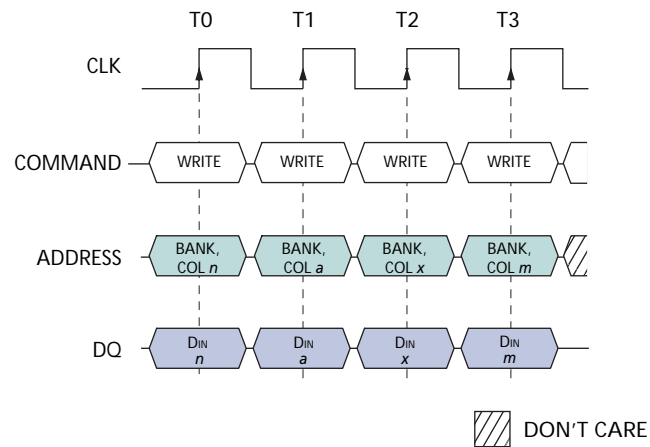 T0 T1 T2 T3
CLK
COMMAND WRITE WRITE WRITE WRITE
ADDRESS BANK, COL n BANK, COL a BANK, COL x BANK, COL m
DQ DIN n DIN a DIN x DIN m
DON'T CARE